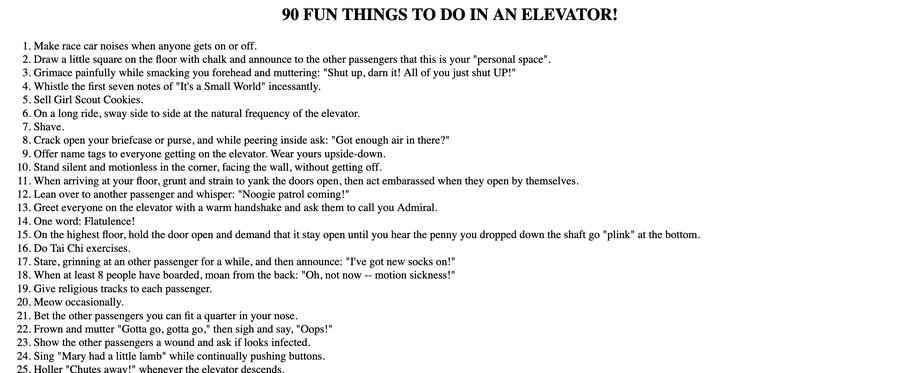 90 FUN THINGS TO DO IN AN ELEVATOR!
1. Make race car noises when anyone gets on or off.
2. Draw a little square on the floor with chalk and announce to the other passengers that this is your "personal space".
3. Grimace painfully while smacking you forehead and muttering: "Shut up, darn it! All of you just shut UP!"
4. Whistle the first seven notes of "It's a Small World" incessantly.
5. Sell Girl Scout Cookies.
6. On a long ride, sway side to side at the natural frequency of the elevator.
7. Shave.
8. Crack open your briefcase or purse, and while peering inside ask: "Got enough air in there?"
9. Offer name tags to everyone getting on the elevator. Wear yours upside-down.
10. Stand silent and motionless in the corner, facing the wall, without getting off.
11. When arriving at your floor, grunt and strain to yank the doors open, then act embarassed when they open by themselves.
12. Lean over to another passenger and whisper: "Noogie patrol coming!"
13. Greet everyone on the elevator with a warm handshake and ask them to call you Admiral.
14. One word: Flatulence!
15. On the highest floor, hold the door open and demand that it stay open until you hear the penny you dropped down the shaft go "plink" at the bottom.
16. Do Tai Chi exercises.
17. Stare, grinning at an other passenger for a while, and then announce: "I've got new socks on!"
18. When at least 8 people have boarded, moan from the back: "Oh, not now -- motion sickness!"
19. Give religious tracks to each passenger.
20. Meow occasionally.
21. Bet the other passengers you can fit a quarter in your nose.
22. Frown and mutter "Gotta go, gotta go," then sigh and say, "Oops!"
23. Show the other passengers a wound and ask if looks infected.
24. Sing "Mary had a little lamb" while continually pushing buttons.
25. Holler "Chutes away!" whenever the elevator descends.